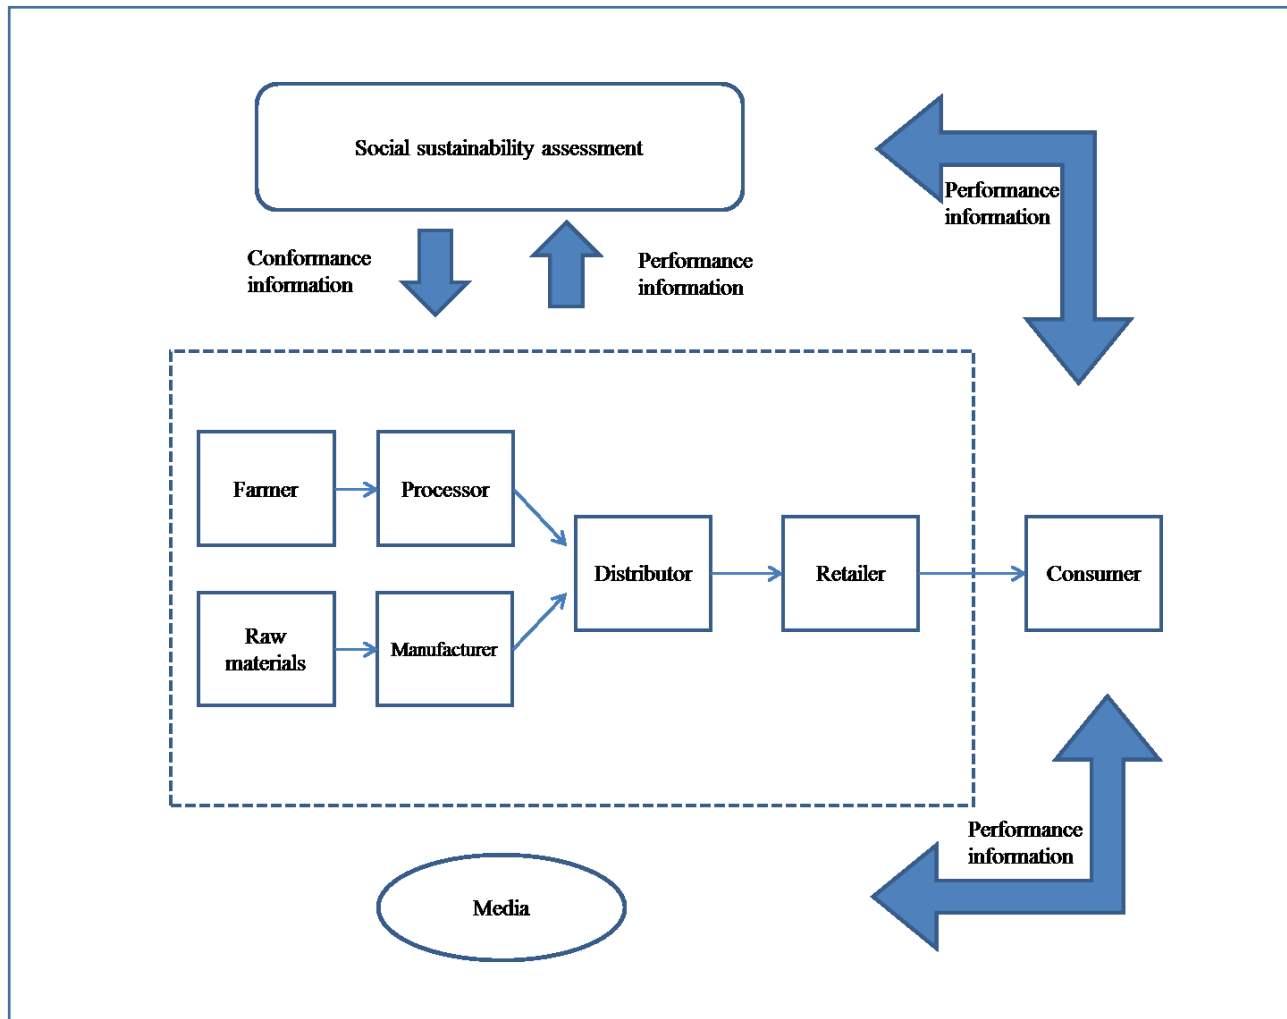 Social sustainability assessment
Performance
information
Conformance
information
Performance
information
Farmer
Processor
Distributor
Retailer
Consumer
Raw
materials
Manufacturer
Performance
information
Media